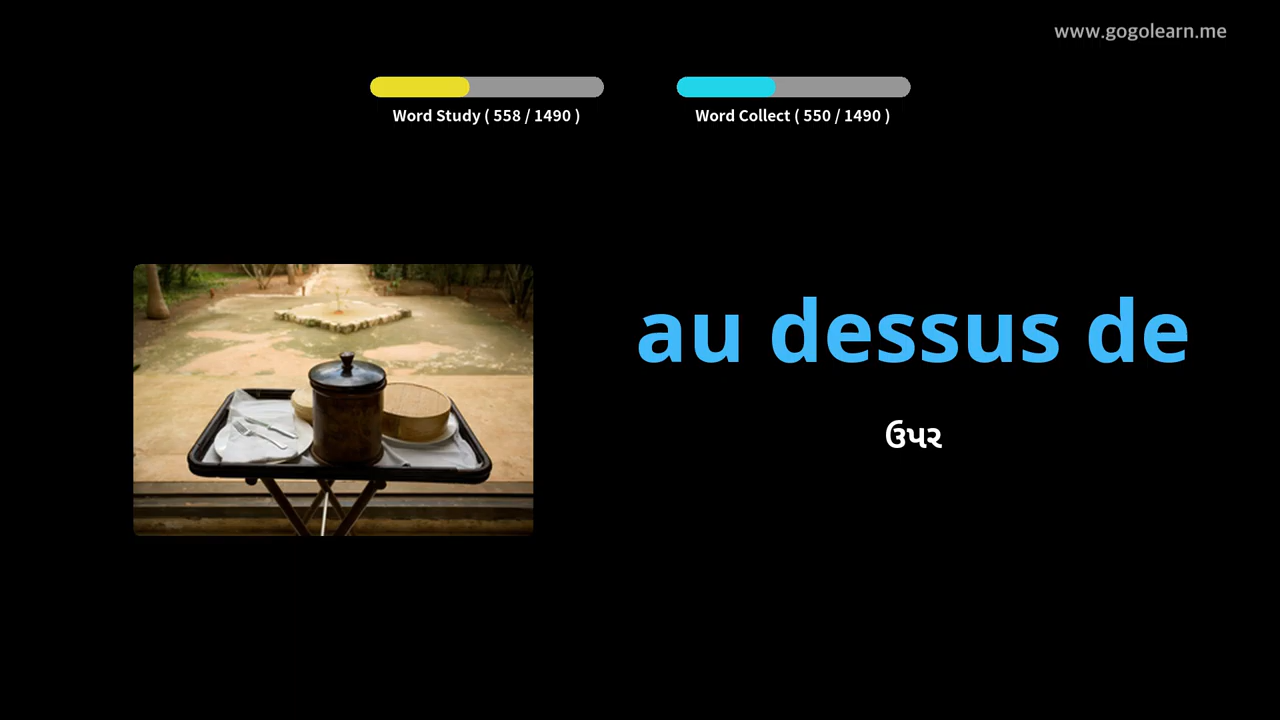 www.gogolearn.me
Word Study ( 558 / 1490 )
Word Collect ( 550 / 1490 )
au dessus de
ઉપર